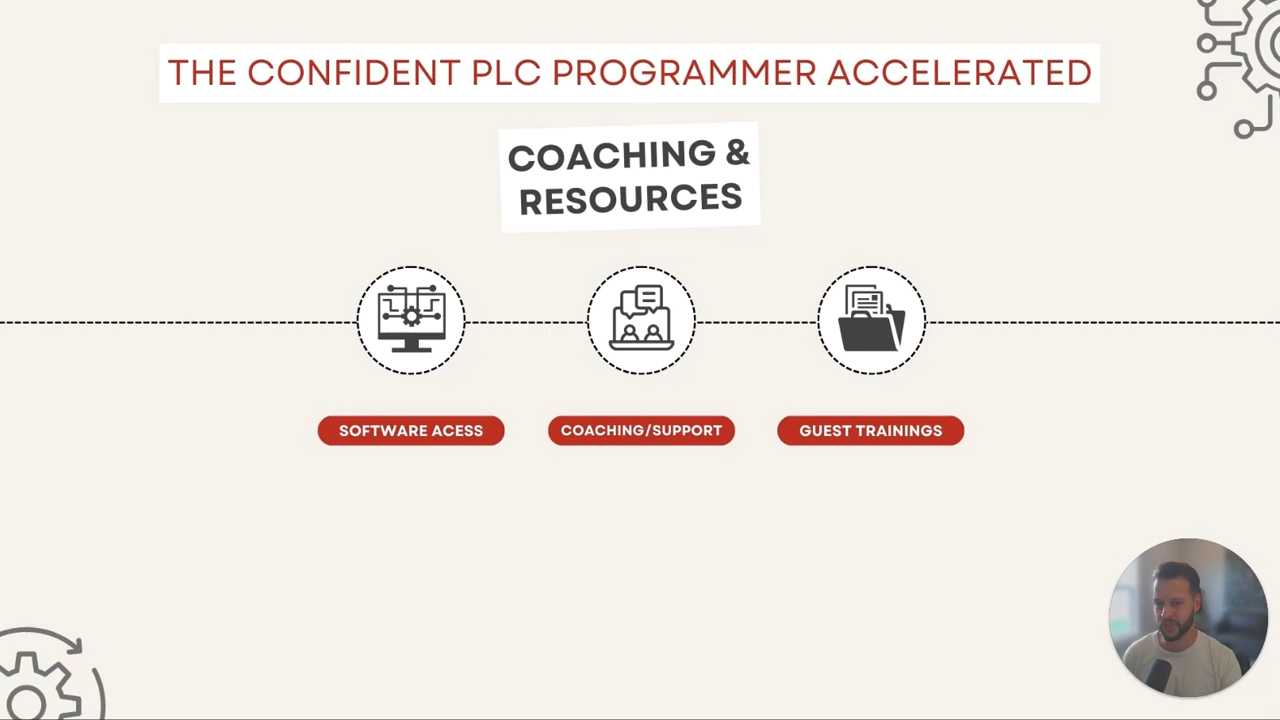 THE CONFIDENT PLC PROGRAMMER ACCELERATED
COACHING &
RESOURCES
SOFTWARE ACESS
COACHING/SUPPORT
GUEST TRAININGS